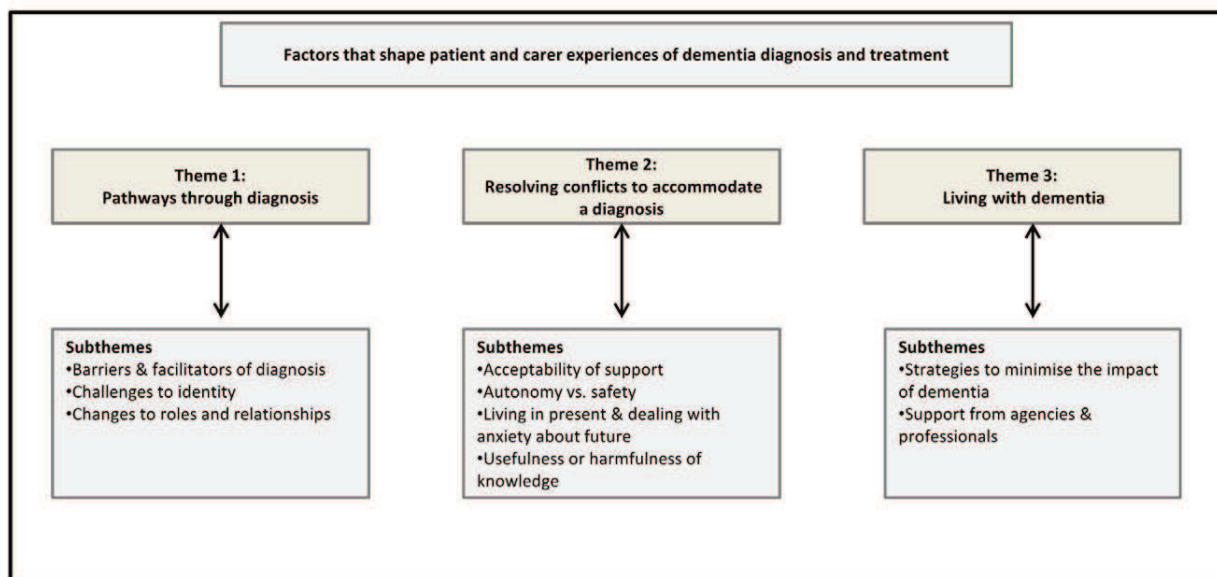 Factors that shape patient and carer experiences of dementia diagnosis and treatment
Theme 1:
Pathways through diagnosis
Theme 2:
Resolving conflicts to accommodate
a diagnosis
Theme 3:
Living with dementia
Subthemes
•Barriers & facilitators of diagnosis
•Challenges to identity
•Changes to roles and relationships
Subthemes
•Acceptability of support
•Autonomy vs. safety
•Living in present & dealing with
anxiety about future
•Usefulness or harmfulness of
knowledge
Subthemes
•Strategies to minimise the impact
of dementia
•Support from agencies &
professionals